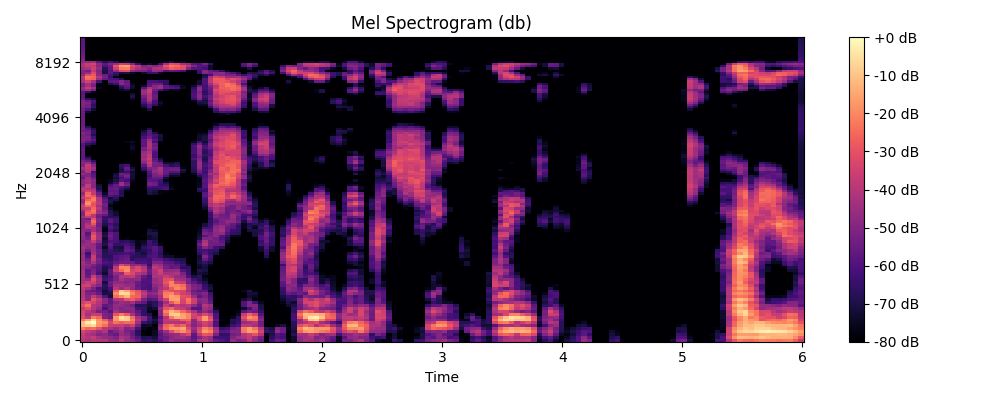 Mel Spectrogram (db)
Hz
8192
4096
2048
1024
512
0
0 1 2 3 4 5 6
Time
+0 dB
-10 dB
-20 dB
-30 dB
-40 dB
-50 dB
-60 dB
-70 dB
-80 dB